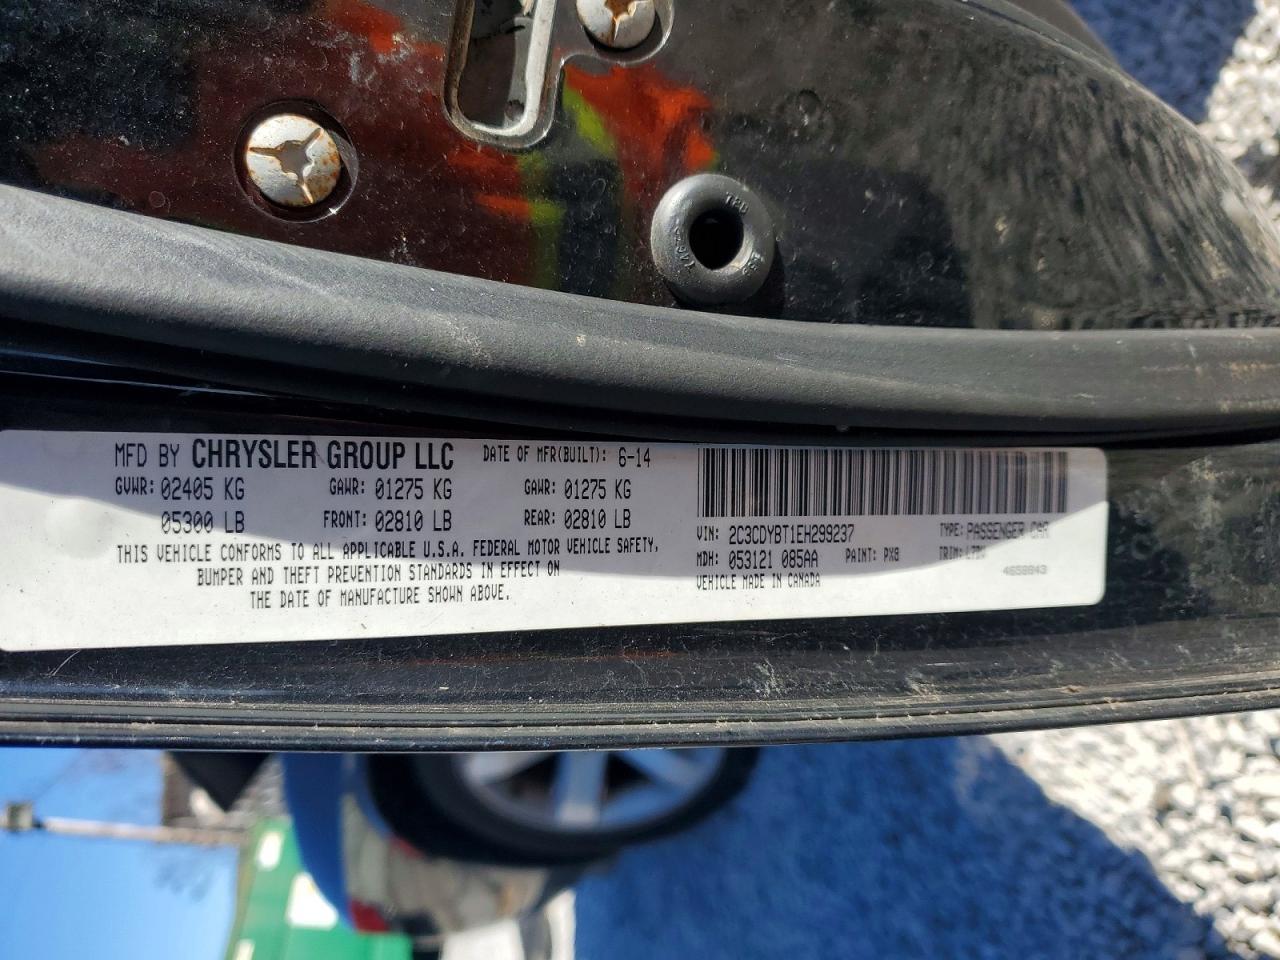 MFD BY CHRYSLER GROUP LLC DATE OF MFR(BUILT): 6-14
GVWR: 02405 KG GAWR: 01275 KG GAWR: 01275 KG
05300 LB FRONT: 02810 LB REAR: 02810 LB
THIS VEHICLE CONFORMS TO ALL APPLICABLE U.S.A. FEDERAL MOTOR VEHICLE SAFETY,
BUMPER AND THEFT PREVENTION STANDARDS IN EFFECT ON
THE DATE OF MANUFACTURE SHOWN ABOVE.
VIN: 2C3CDYBT1EH299237 TYPE: PASSENGER CAR
MDH: 053121 085AA PAINT: PX8 TRIM:
VEHICLE MADE IN CANADA